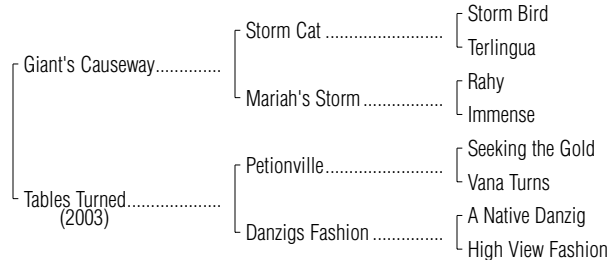 Storm Bird
Storm Cat ......................
Terlingua
Giant's Causeway..............
Rahy
Mariah's Storm ...............
Immense
Seeking the Gold
Petionville......................
Vana Turns
Tables Turned....................
(2003)
A Native Danzig
Danzigs Fashion .............
High View Fashion